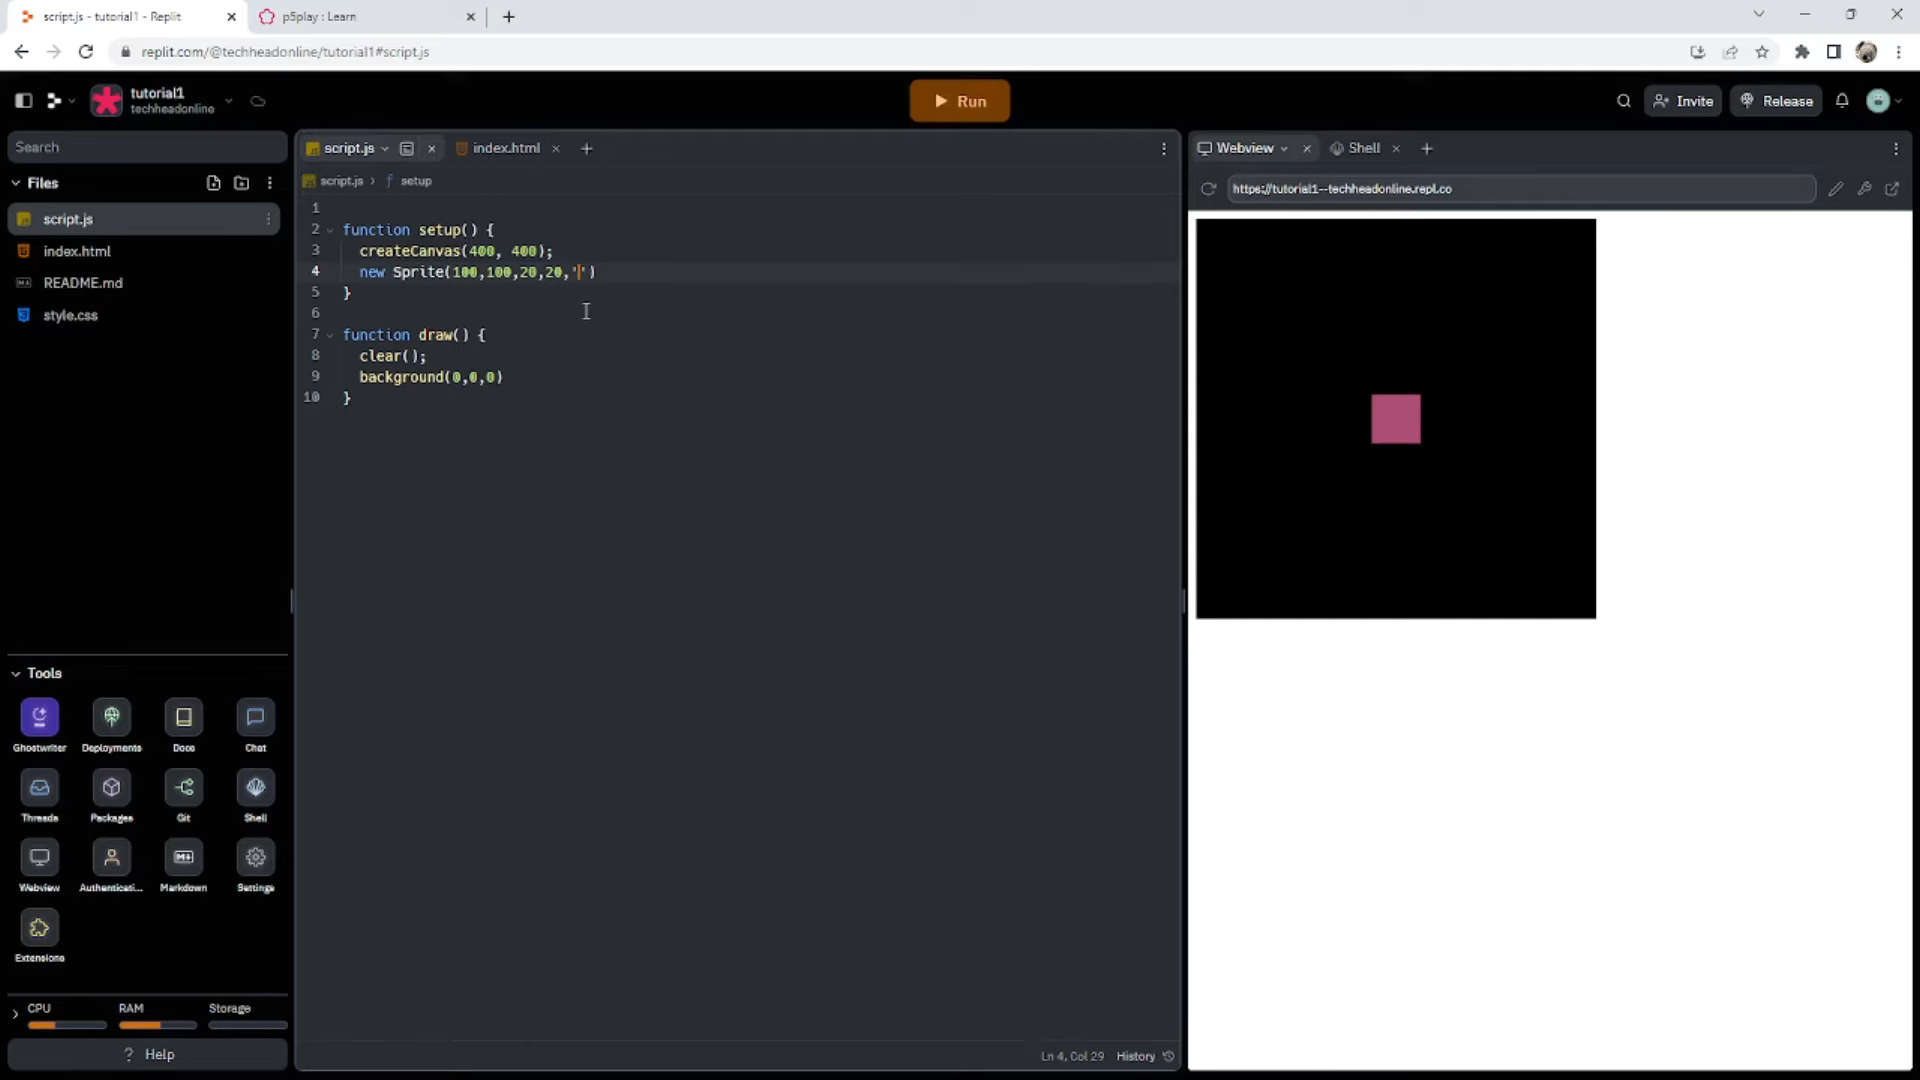 script.js - tutorial1 - Replit
p5play : Learn
replit.com/@techheadonline/tutorial1#script.js
tutorial1
techheadonline
Run
Invite
Release
Search
script.js
index.html
Webview
Shell
Files
script.js
setup
https://tutorial1--techheadonline.repl.co
script.js
index.html
README.md
style.css
1
2 function setup() {
3 createCanvas(400, 400);
4 new Sprite(100,100,20,20,'')
5 }
6
7 function draw() {
8 clear();
9 background(0,0,0)
10 }
Tools
Ghostwriter
Deployments
Docs
Chat
Threads
Packages
Git
Shell
Webview
Authenticati...
Markdown
Settings
Extensions
CPU
RAM
Storage
Help
Ln 4, Col 29
History